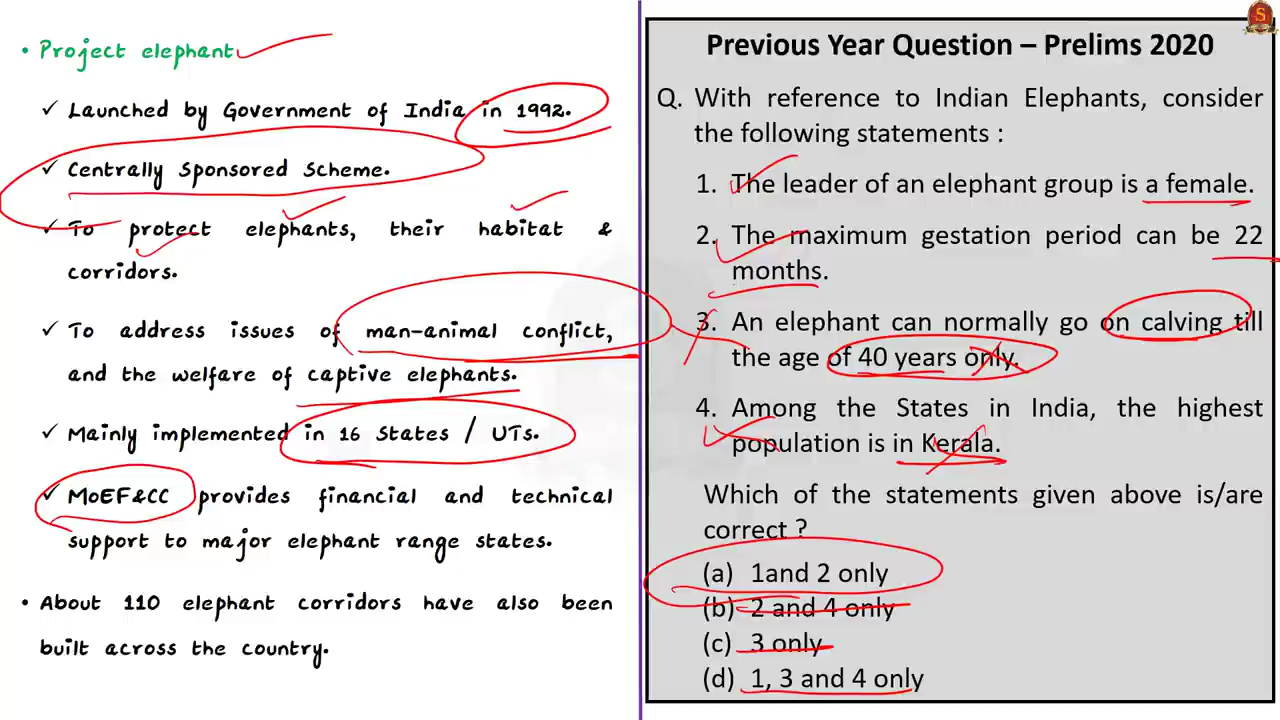 • Project elephant
✓ Launched by Government of India in 1992.
✓ Centrally Sponsored Scheme.
✓ To protect elephants, their habitat &
corridors.
✓ To address issues of man-animal conflict,
and the welfare of captive elephants.
✓ Mainly implemented in 16 States / UTs.
✓ MoEF&CC provides financial and technical
support to major elephant range states.
• About 110 elephant corridors have also been
built across the country.
Previous Year Question – Prelims 2020
Q. With reference to Indian Elephants, consider
the following statements :
1. The leader of an elephant group is a female.
2. The maximum gestation period can be 22
months.
3. An elephant can normally go on calving till
the age of 40 years only.
4. Among the States in India, the highest
population is in Kerala.
Which of the statements given above is/are
correct ?
(a) 1and 2 only
(b) 2 and 4 only
(c) 3 only
(d) 1, 3 and 4 only